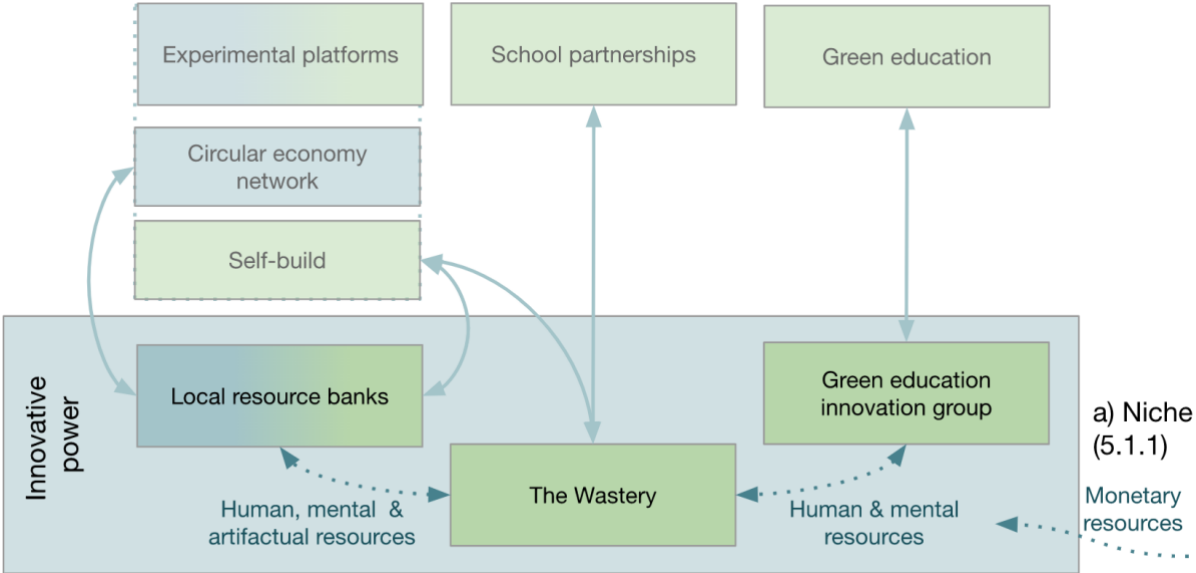 Experimental platforms
School partnerships
Green education
Circular economy
network
Self-build
Innovative
power
Local resource banks
Green education
innovation group
a) Niche
(5.1.1)
The Wastery
Human, mental &
artifactual resources
Human & mental
resources
Monetary
resources